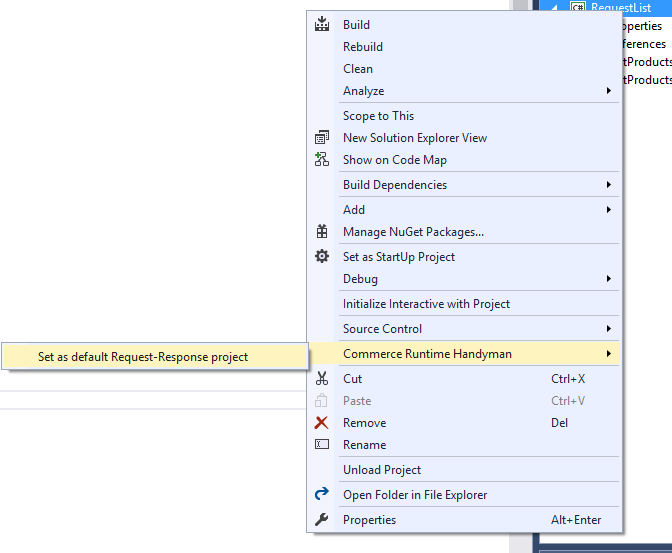 RequestList
Build
operties
Rebuild
ferences
Clean
tProducts
Analyze
tProducts
Scope to This
New Solution Explorer View
Show on Code Map
Build Dependencies
Add
Manage NuGet Packages...
Set as StartUp Project
Debug
Initialize Interactive with Project
Source Control
Set as default Request-Response project
Commerce Runtime Handyman
Cut Ctrl+X
Paste Ctrl+V
Remove Del
Rename
Unload Project
Open Folder in File Explorer
Properties Alt+Enter